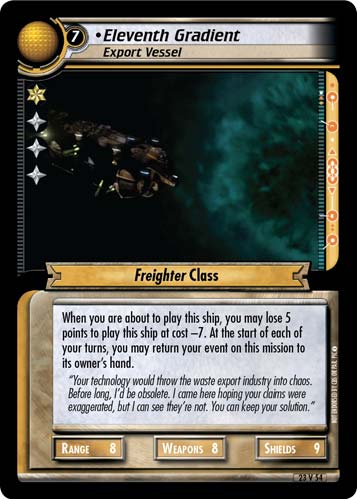 7
•Eleventh Gradient
Export Vessel
Freighter Class
When you are about to play this ship, you may lose 5
points to play this ship at cost –7. At the start of each of
your turns, you may return your event on this mission to
its owner's hand.
"Your technology would throw the waste export industry into chaos.
Before long, I'd be obsolete. I came here hoping your claims were
exaggerated, but I can see they're not. You can keep your solution."
RANGE 8 WEAPONS 8 SHIELDS 9
23 V 54